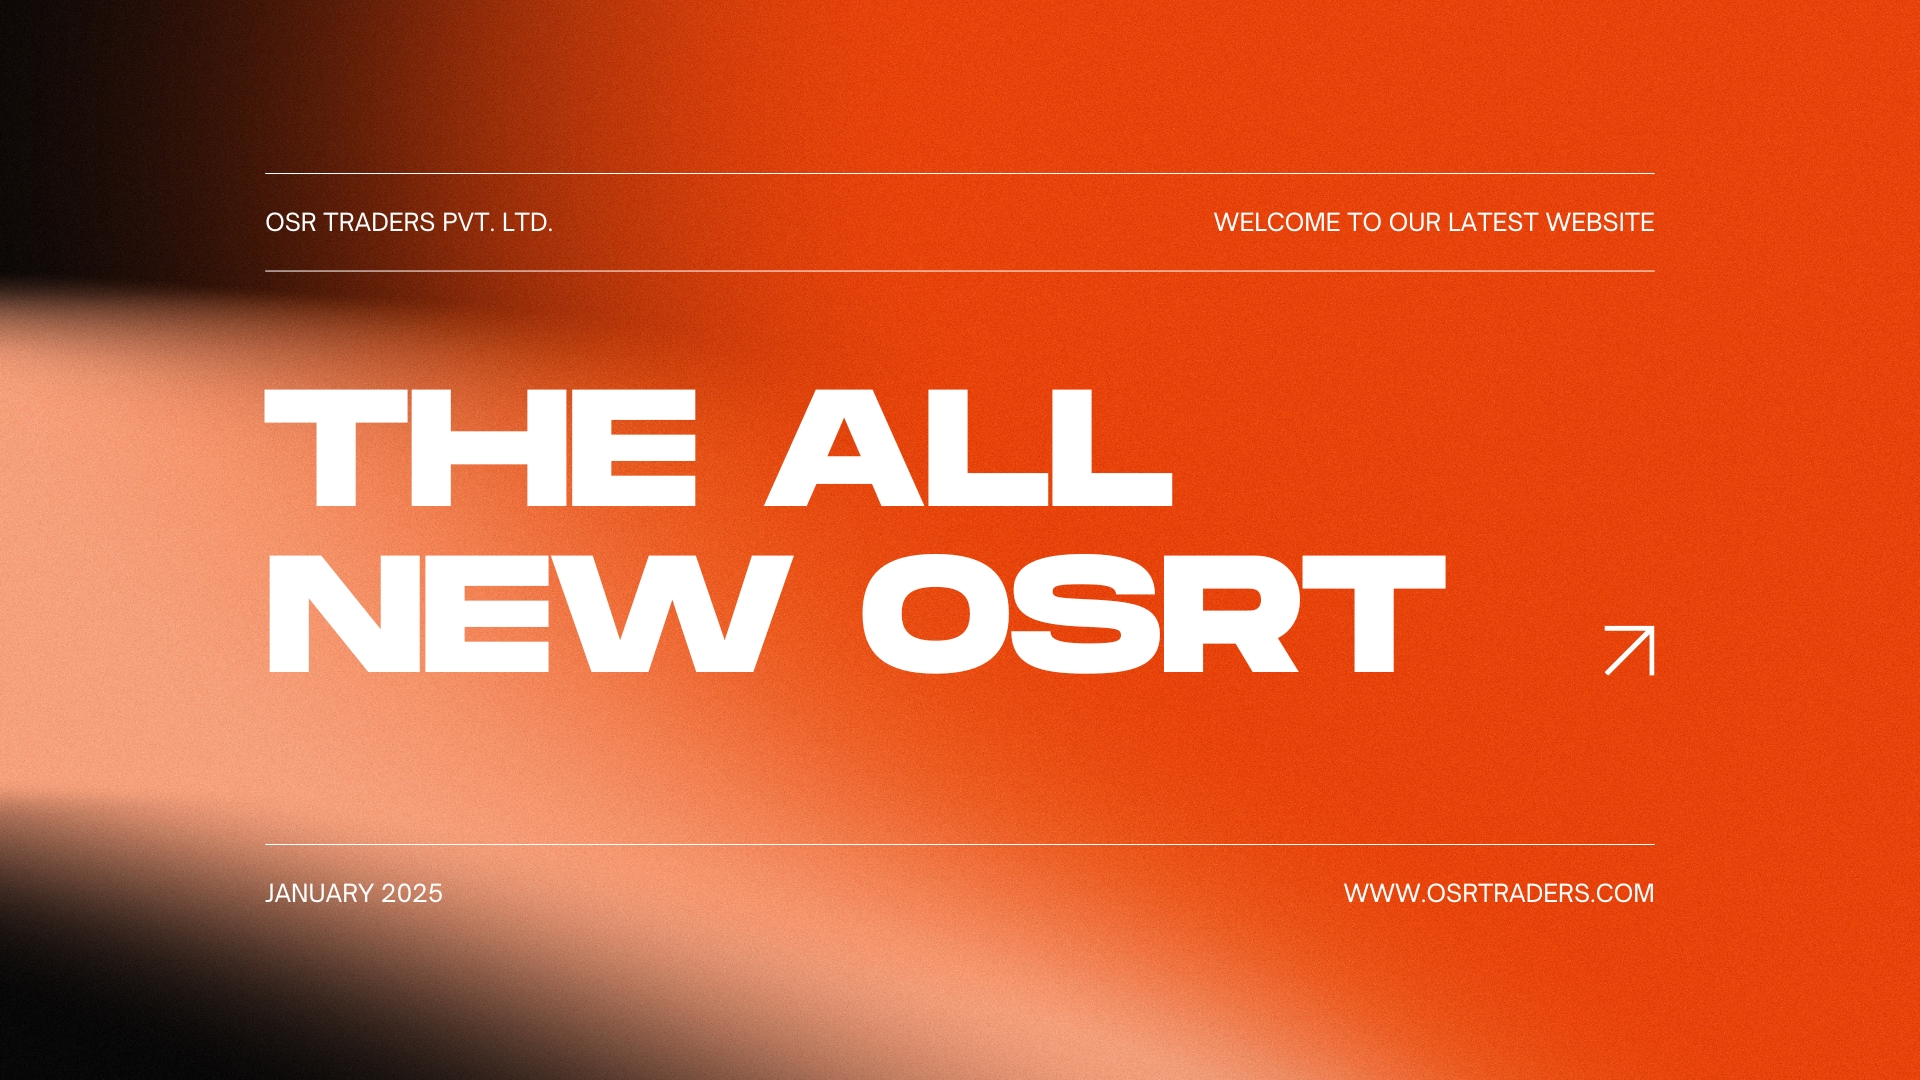 OSR TRADERS PVT. LTD.
WELCOME TO OUR LATEST WEBSITE
THE ALL
NEW OSRT
JANUARY 2025
WWW.OSRTRADERS.COM